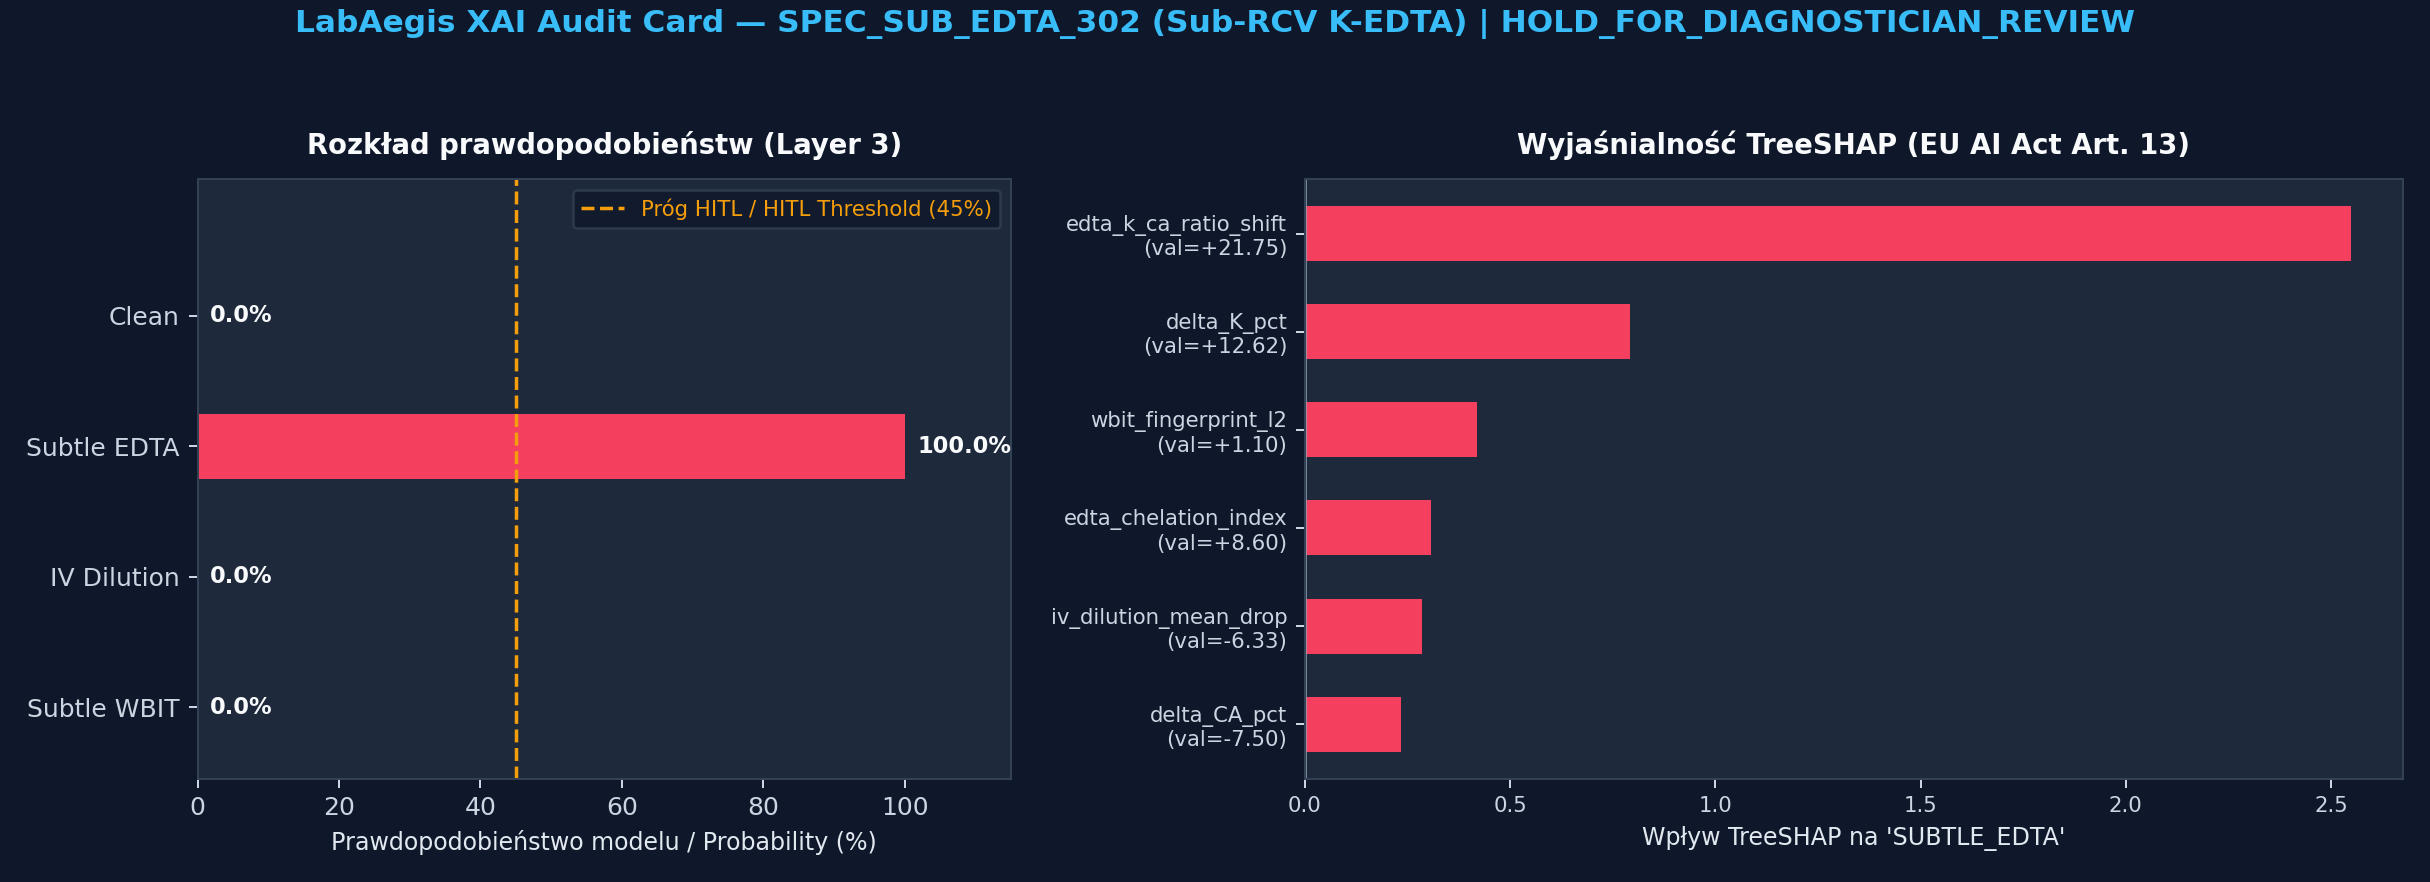 LabAegis XAI Audit Card — SPEC_SUB_EDTA_302 (Sub-RCV K-EDTA) | HOLD_FOR_DIAGNOSTICIAN_REVIEW
Rozkład prawdopodobieństw (Layer 3)
Próg HITL / HITL Threshold (45%)
Clean
0.0%
Subtle EDTA
100.0%
IV Dilution
0.0%
Subtle WBIT
0.0%
0 20 40 60 80 100
Prawdopodobieństwo modelu / Probability (%)
Wyjaśnialność TreeSHAP (EU AI Act Art. 13)
edta_k_ca_ratio_shift
(val=+21.75)
delta_K_pct
(val=+12.62)
wbit_fingerprint_l2
(val=+1.10)
edta_chelation_index
(val=+8.60)
iv_dilution_mean_drop
(val=-6.33)
delta_CA_pct
(val=-7.50)
0.0 0.5 1.0 1.5 2.0 2.5
Wpływ TreeSHAP na 'SUBTLE_EDTA'